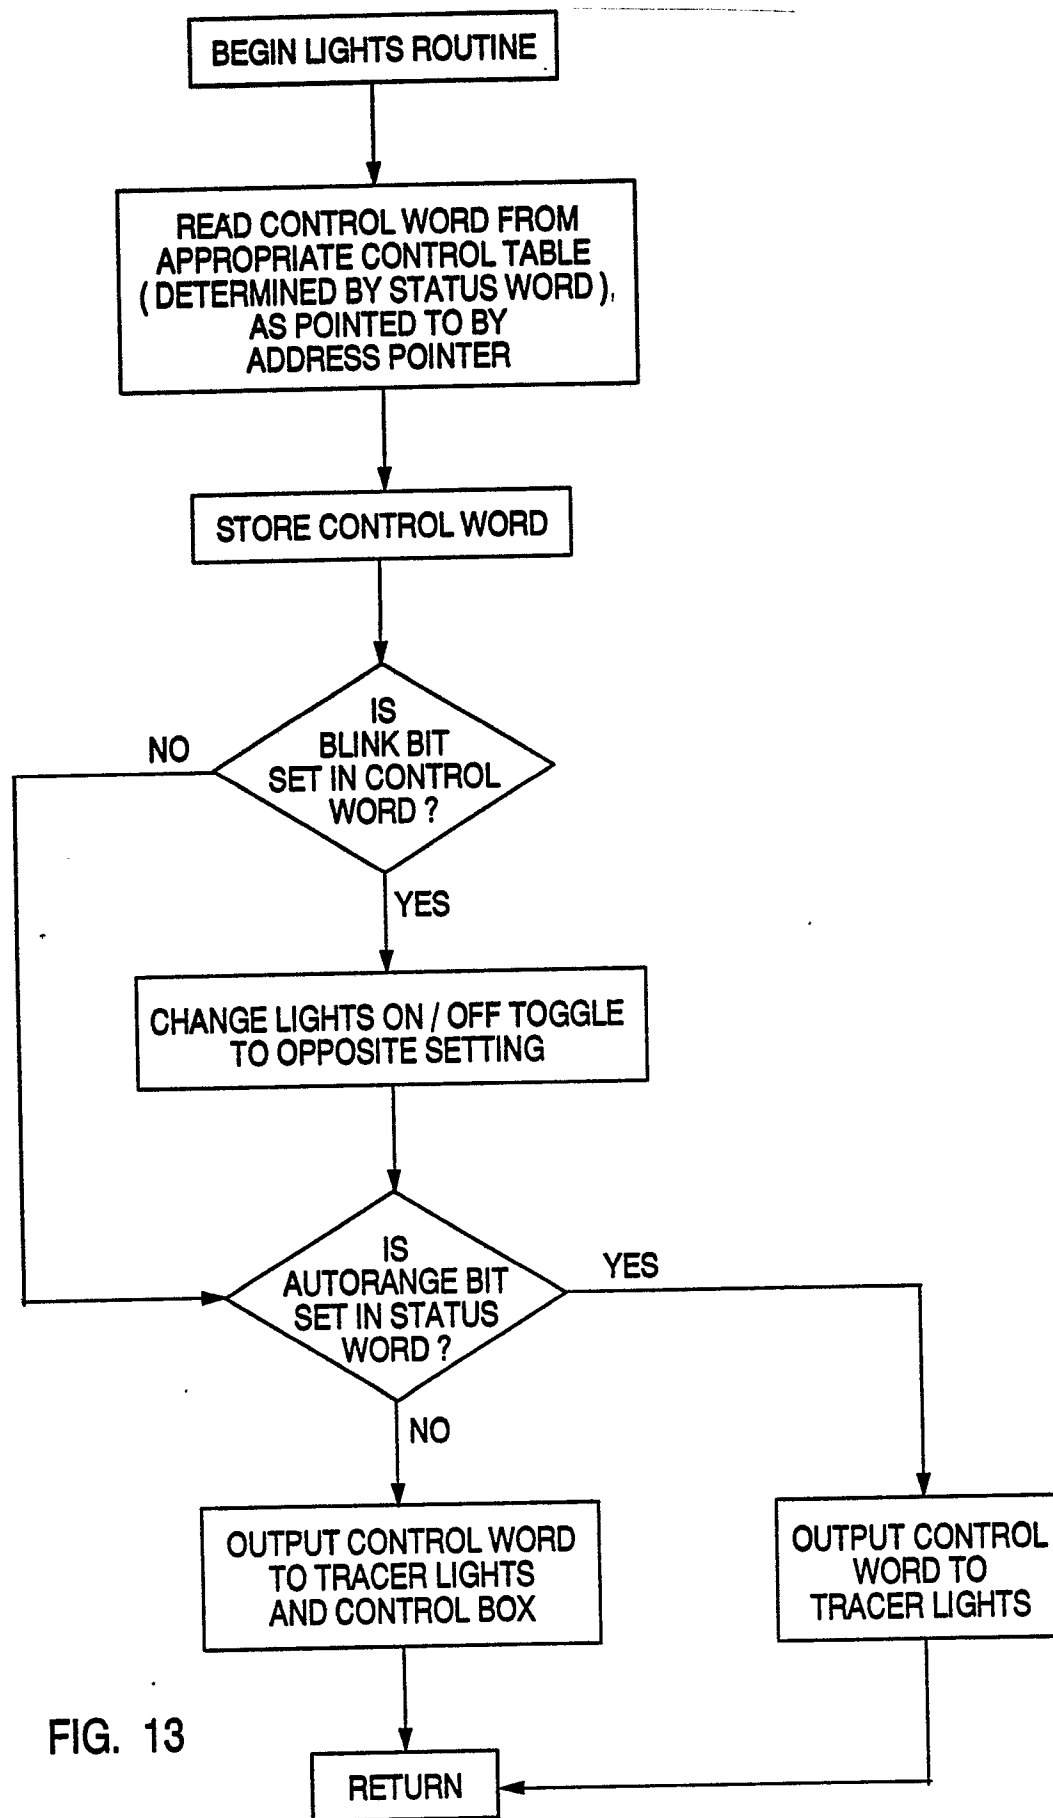 BEGIN LIGHTS ROUTINE
READ CONTROL WORD FROM
APPROPRIATE CONTROL TABLE
( DETERMINED BY STATUS WORD ),
AS POINTED TO BY
ADDRESS POINTER
STORE CONTROL WORD
IS
BLINK BIT
SET IN CONTROL
WORD ?
NO
YES
CHANGE LIGHTS ON / OFF TOGGLE
TO OPPOSITE SETTING
IS
AUTORANGE BIT
SET IN STATUS
WORD ?
YES
NO
OUTPUT CONTROL WORD
TO TRACER LIGHTS
AND CONTROL BOX
OUTPUT CONTROL
WORD TO
TRACER LIGHTS
RETURN
FIG. 13